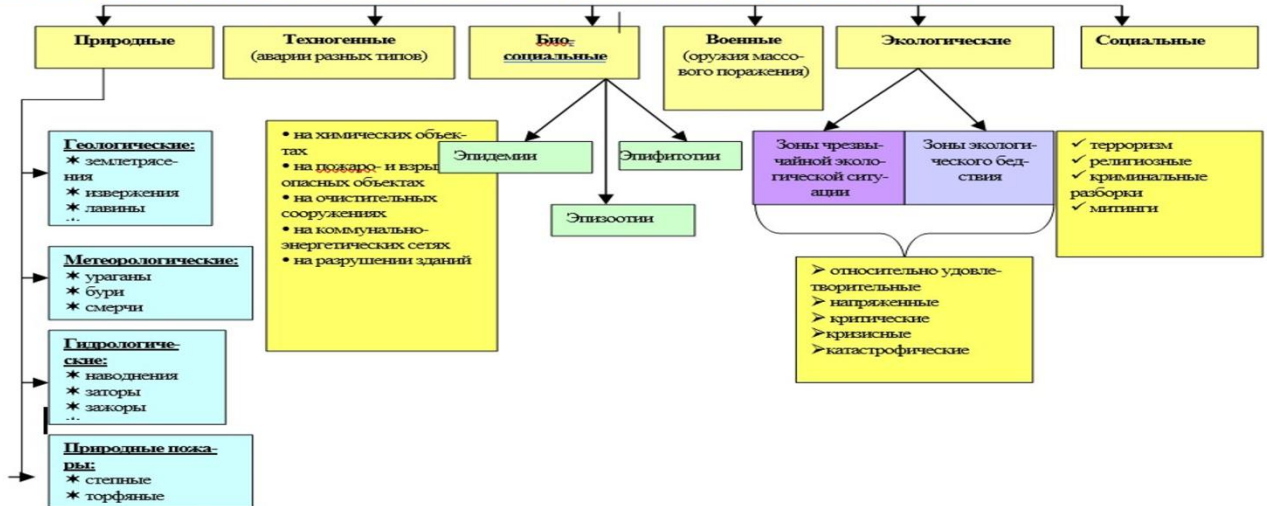 Природные
Техногенные
(аварии разных типов)
Био-
социальные
Военные
(оружия массо-
вого поражения)
Экологические
Социальные
Геологические:
✶ землетрясе-
ния
✶ извержения
✶ лавины
Метеорологические:
✶ ураганы
✶ бури
✶ смерчи
Гидрологиче-
ские:
✶ наводнения
✶ заторы
✶ зажоры
Природные пожа-
ры:
✶ степные
✶ торфяные
• на химических объек-
тах
• на пожаро- и взры
опасных объектах
• на очистительных
сооружениях
• на коммунально-
энергетических сетях
• на разрушении зданий
Эпидемии
Эпифитотии
Эпизоотии
Зоны чрезвы-
чайной эколо-
гической ситу-
ации
Зоны экологи-
ческого бед-
ствия
➢ относительно удовле-
творительные
➢ напряженные
➢ критические
➢кризисные
➢катастрофические
✓ терроризм
✓ религиозные
✓ криминальные
разборки
✓ митинги